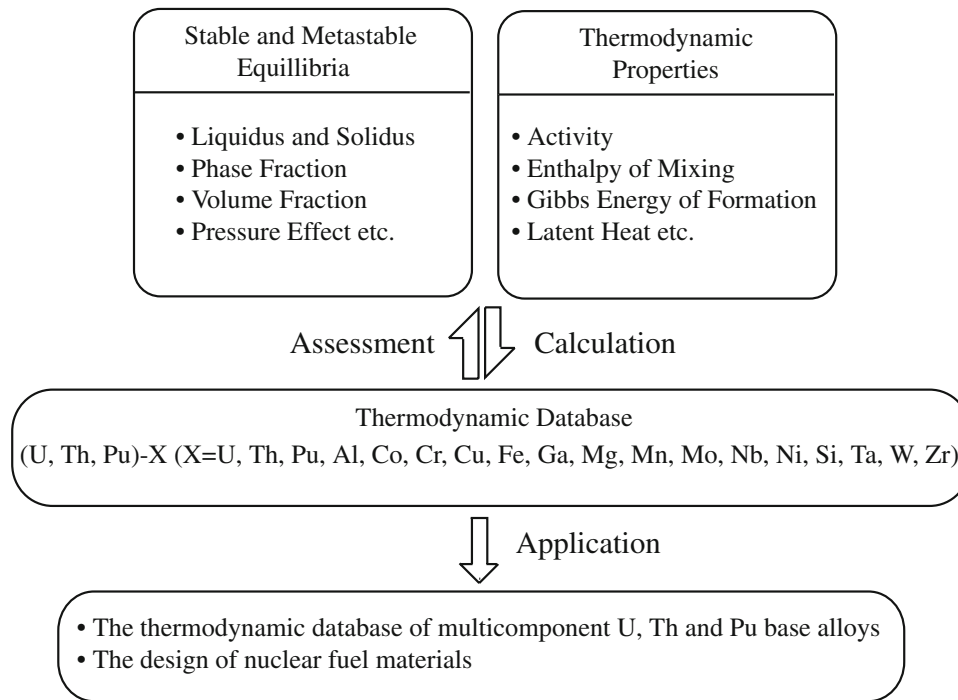 Stable and Metastable
Equillibria
• Liquidus and Solidus
• Phase Fraction
• Volume Fraction
• Pressure Effect etc.
Thermodynamic
Properties
• Activity
• Enthalpy of Mixing
• Gibbs Energy of Formation
• Latent Heat etc.
Assessment
Calculation
Thermodynamic Database
(U, Th, Pu)-X (X=U, Th, Pu, Al, Co, Cr, Cu, Fe, Ga, Mg, Mn, Mo, Nb, Ni, Si, Ta, W, Zr)
Application
• The thermodynamic database of multicomponent U, Th and Pu base alloys
• The design of nuclear fuel materials